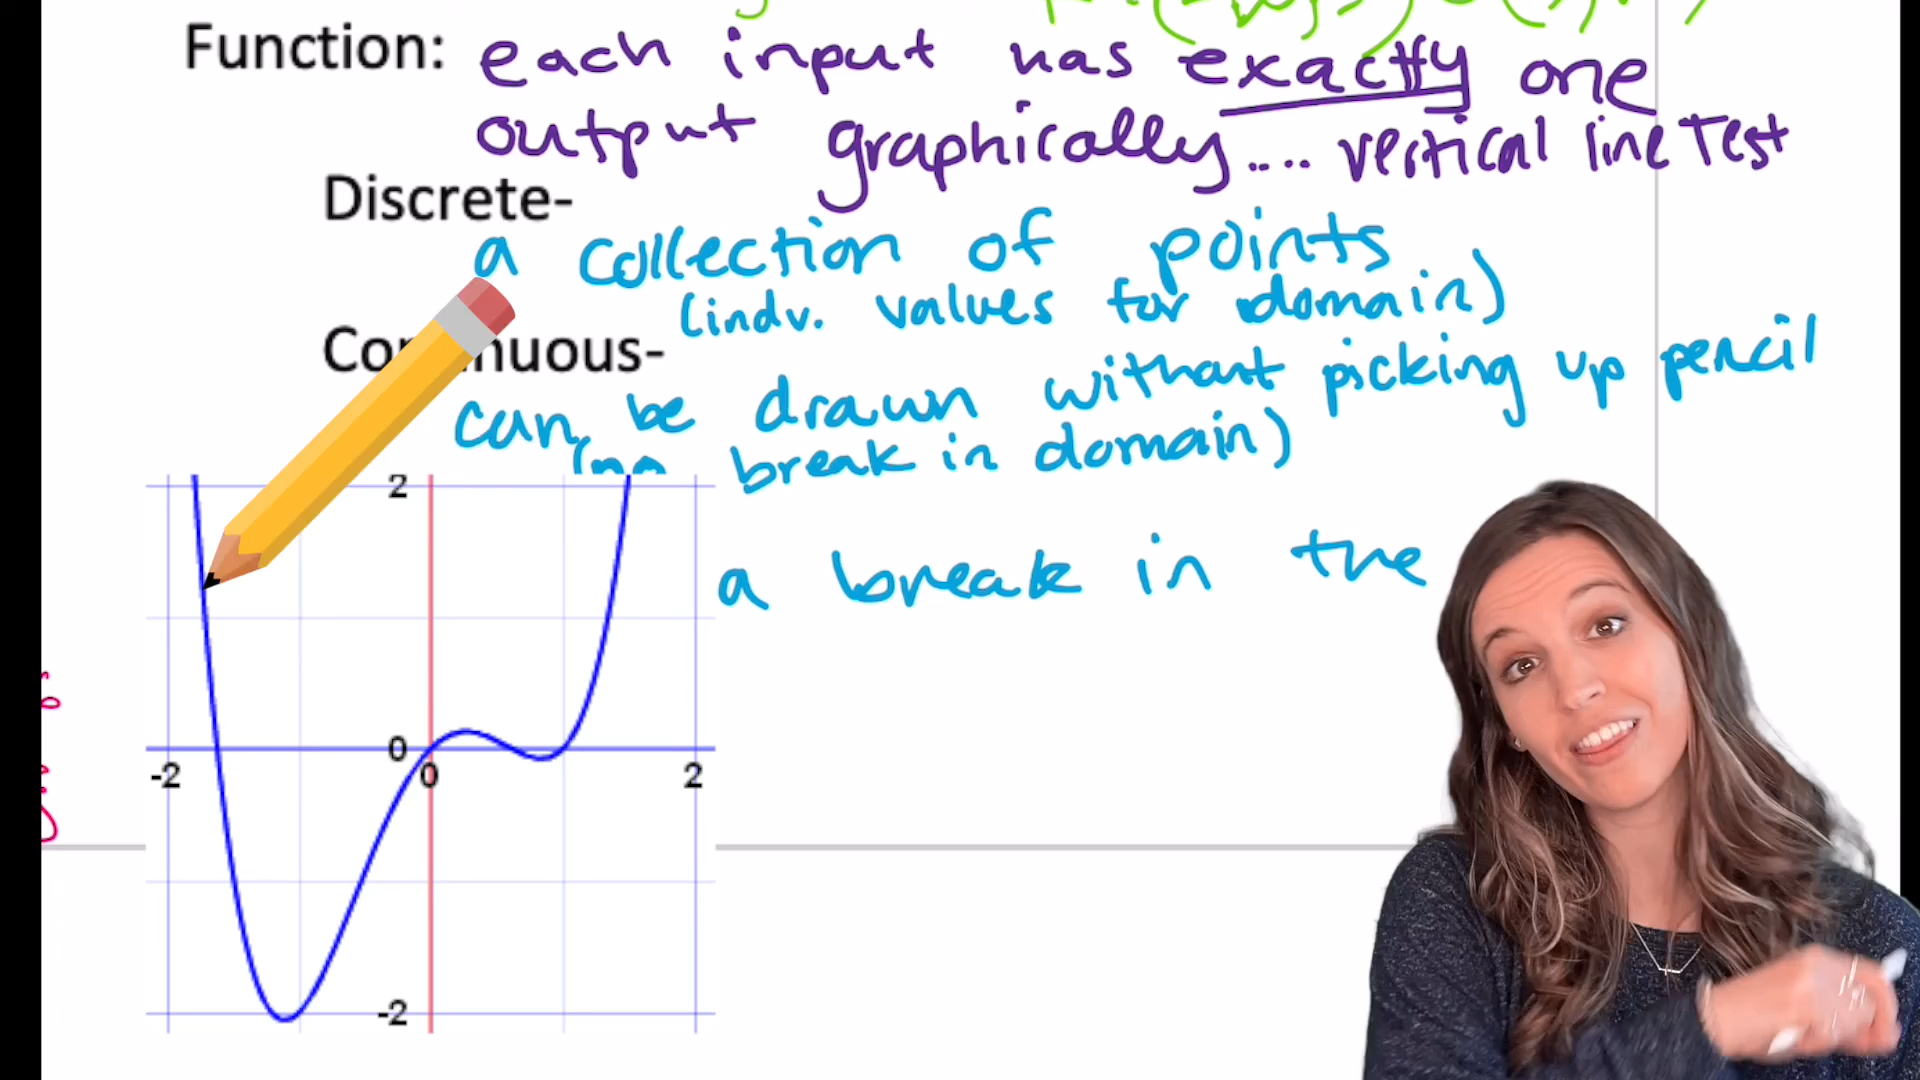 Function: each input has exactly one
output graphically.... vertical line Test
Discrete-
a collection of points
(indv. values for domain)
Continuous-
can be drawn without picking up pencil
(no break in domain)
a break in the
2
0
-2
0
2
-2